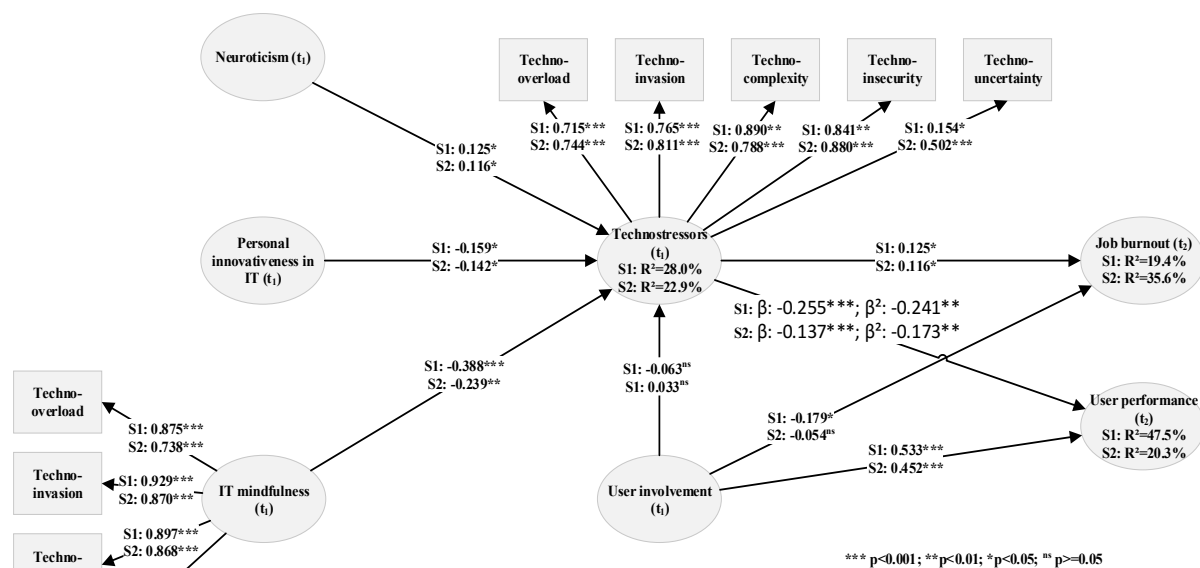 Neuroticism (t₁)
Techno-
overload
Techno-
invasion
Techno-
complexity
Techno-
insecurity
Techno-
uncertainty
S1: 0.715***
S2: 0.744***
S1: 0.765***
S2: 0.811***
S1: 0.890**
S2: 0.788***
S1: 0.841**
S2: 0.880***
S1: 0.154*
S2: 0.502***
S1: 0.125*
S2: 0.116*
Personal
innovativeness in
IT (t₁)
S1: -0.159*
S2: -0.142*
Technostressors
(t₁)
S1: R²=28.0%
S2: R²=22.9%
S1: 0.125*
S2: 0.116*
Job burnout (t₂)
S1: R²=19.4%
S2: R²=35.6%
S1: β: -0.255***; β²: -0.241**
S2: β: -0.137***; β²: -0.173**
S1: -0.388***
S2: -0.239**
S1: -0.063ⁿˢ
S1: 0.033ⁿˢ
S1: -0.179*
S2: -0.054ⁿˢ
User performance
(t₂)
S1: R²=47.5%
S2: R²=20.3%
S1: 0.533***
S2: 0.452***
Techno-
overload
S1: 0.875***
S2: 0.738***
Techno-
invasion
S1: 0.929***
S2: 0.870***
IT mindfulness
(t₁)
User involvement
(t₁)
S1: 0.897***
S2: 0.868***
Techno-
*** p<0.001; **p<0.01; *p<0.05; ⁿˢ p>=0.05